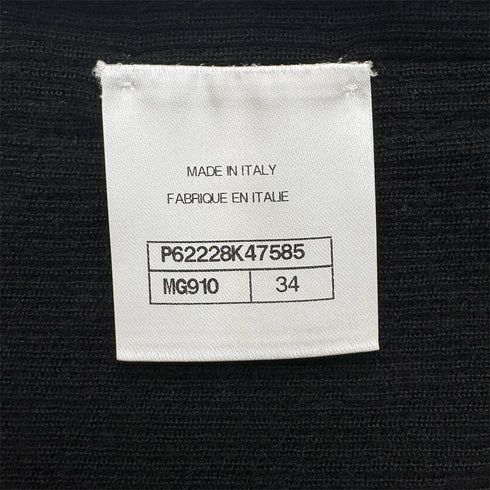 MADE IN ITALY
FABRIQUE EN ITALIE
P62228K47585
MG910 34